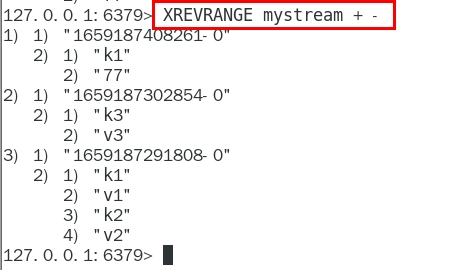 127. 0. 0. 1: 6379> XREVRANGE mystream + -
1) 1) "1659187408261- 0"
2) 1) "k1"
2) "77"
2) 1) "1659187302854- 0"
2) 1) "k3"
2) "v3"
3) 1) "1659187291808- 0"
2) 1) "k1"
2) "v1"
3) "k2"
4) "v2"
127. 0. 0. 1: 6379>